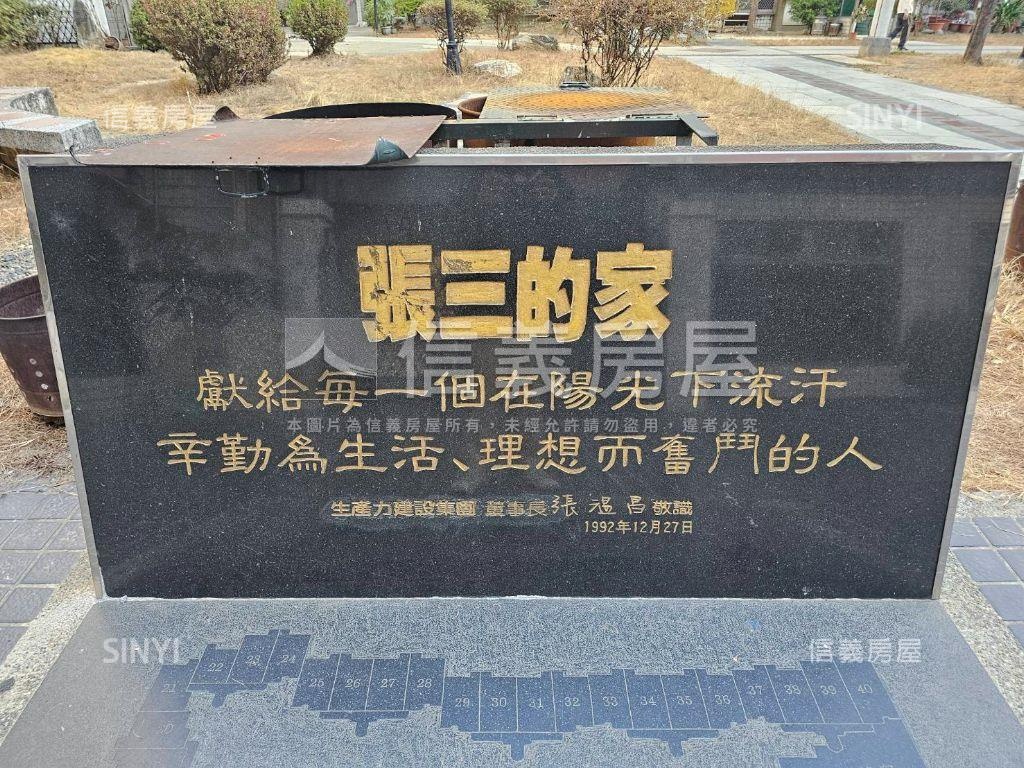 信義房屋
SINYI
張三的家
信義房屋
獻給每一個在陽光下流汗
本圖片為信義房屋所有，未經允許請勿盜用，違者必究
辛勤為生活、理想而奮鬥的人
生產力建設集團 董事長 張温昌 敬識
1992年12月27日
SINYI
信義房屋
21 22 23 24 25 26 27 28 29 30 31 32 33 34 35 36 37 38 39 40
20